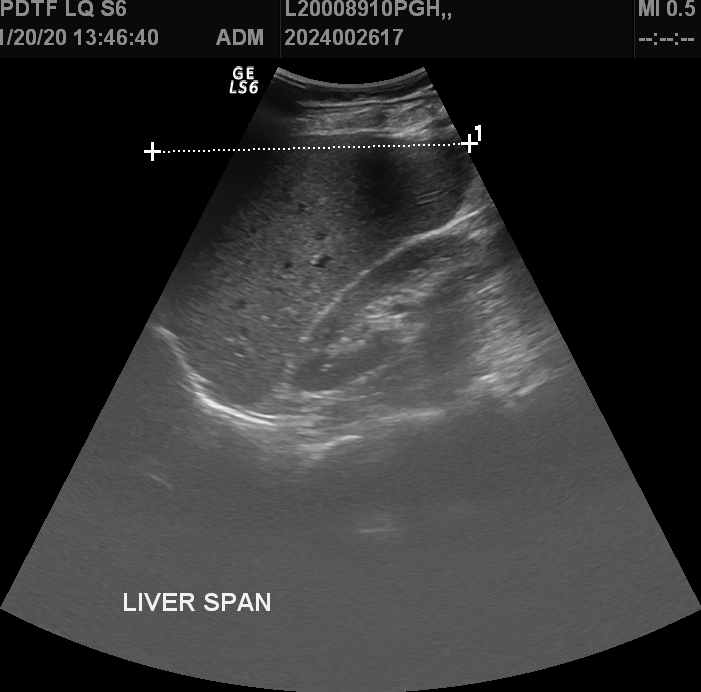 PDTF LQ S6
L20008910PGH,,
MI 0.5
1/20/20 13:46:40
ADM
2024002617
--:--:--
GE
LS6
1
LIVER SPAN